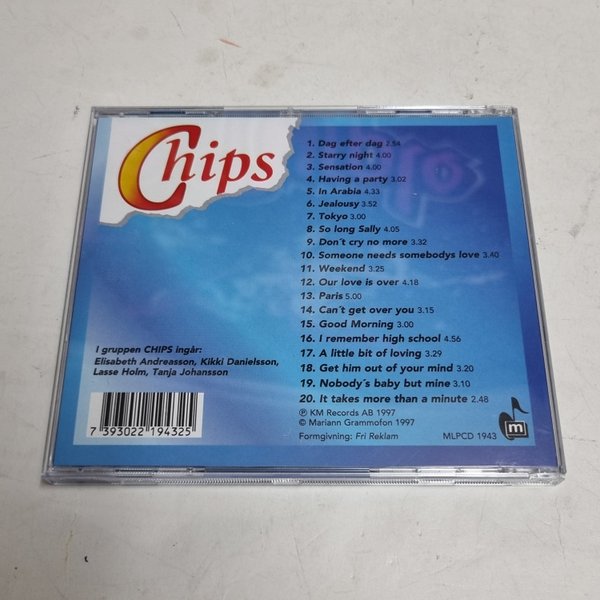 Chips
1. Dag efter dag 2.54
2. Starry night 4.00
3. Sensation 4.00
4. Having a party 3.02
5. In Arabia 4.33
6. Jealousy 3.52
7. Tokyo 3.00
8. So long Sally 4.05
9. Don´t cry no more 3.32
10. Someone needs somebodys love 3.40
11. Weekend 3.25
12. Our love is over 4.18
13. Paris 5.00
14. Can´t get over you 3.15
15. Good Morning 3.00
16. I remember high school 4.56
17. A little bit of loving 3.29
18. Get him out of your mind 3.20
19. Nobody´s baby but mine 3.10
20. It takes more than a minute 2.48
I gruppen CHIPS ingår:
Elisabeth Andreasson, Kikki Danielsson,
Lasse Holm, Tanja Johansson
7 393022 194325
℗ KM Records AB 1997
© Mariann Grammofon 1997
Formgivning: Fri Reklam
MLPCD 1943
m